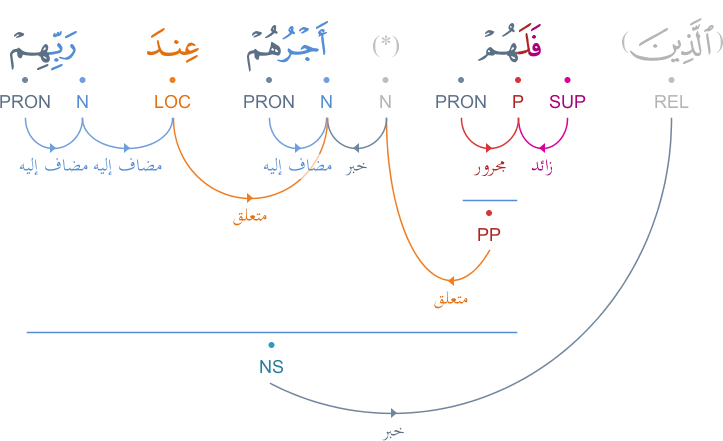 (ٱلَّذِينَ) فَلَهُمْ (*) أَجْرُهُمْ عِندَ رَبِّهِمْ
REL SUP P PRON N N PRON LOC N PRON
زائد مجرور خبر مضاف إليه مضاف إليه مضاف إليه
متعلق
PP
متعلق
NS
خبر